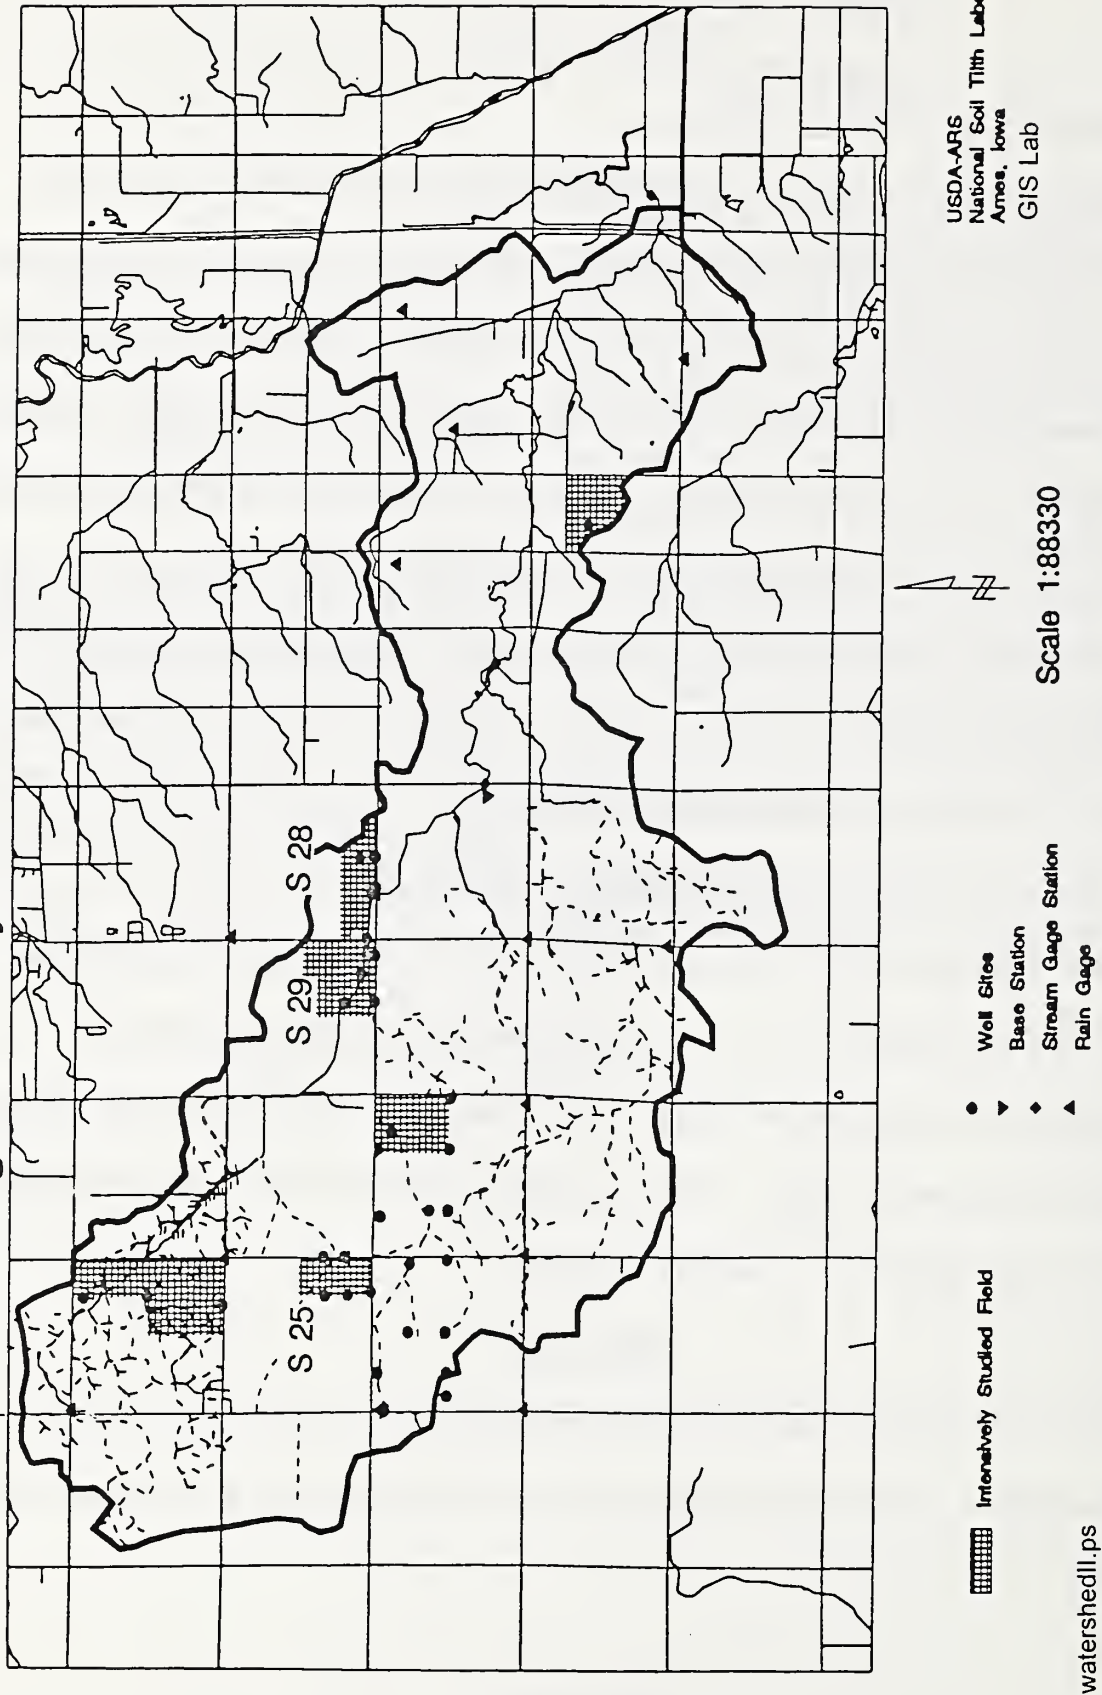 S 28
S 29
S 25
Intensively Studied Field
Well Sites
Base Station
Stream Gage Station
Rain Gage
N
Scale 1:88330
USDA-ARS
National Soil Tilth
Ames, Iowa
GIS Lab
watershedII.ps